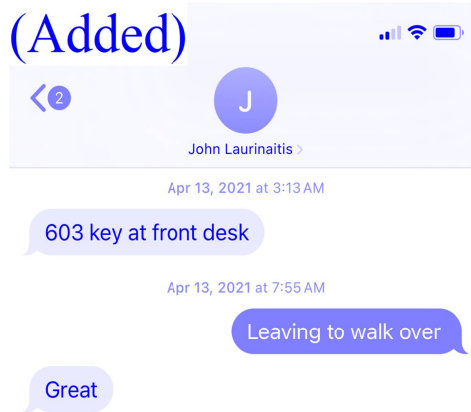 (Added)
2
J
John Laurinaitis
Apr 13, 2021 at 3:13 AM
603 key at front desk
Apr 13, 2021 at 7:55 AM
Leaving to walk over
Great